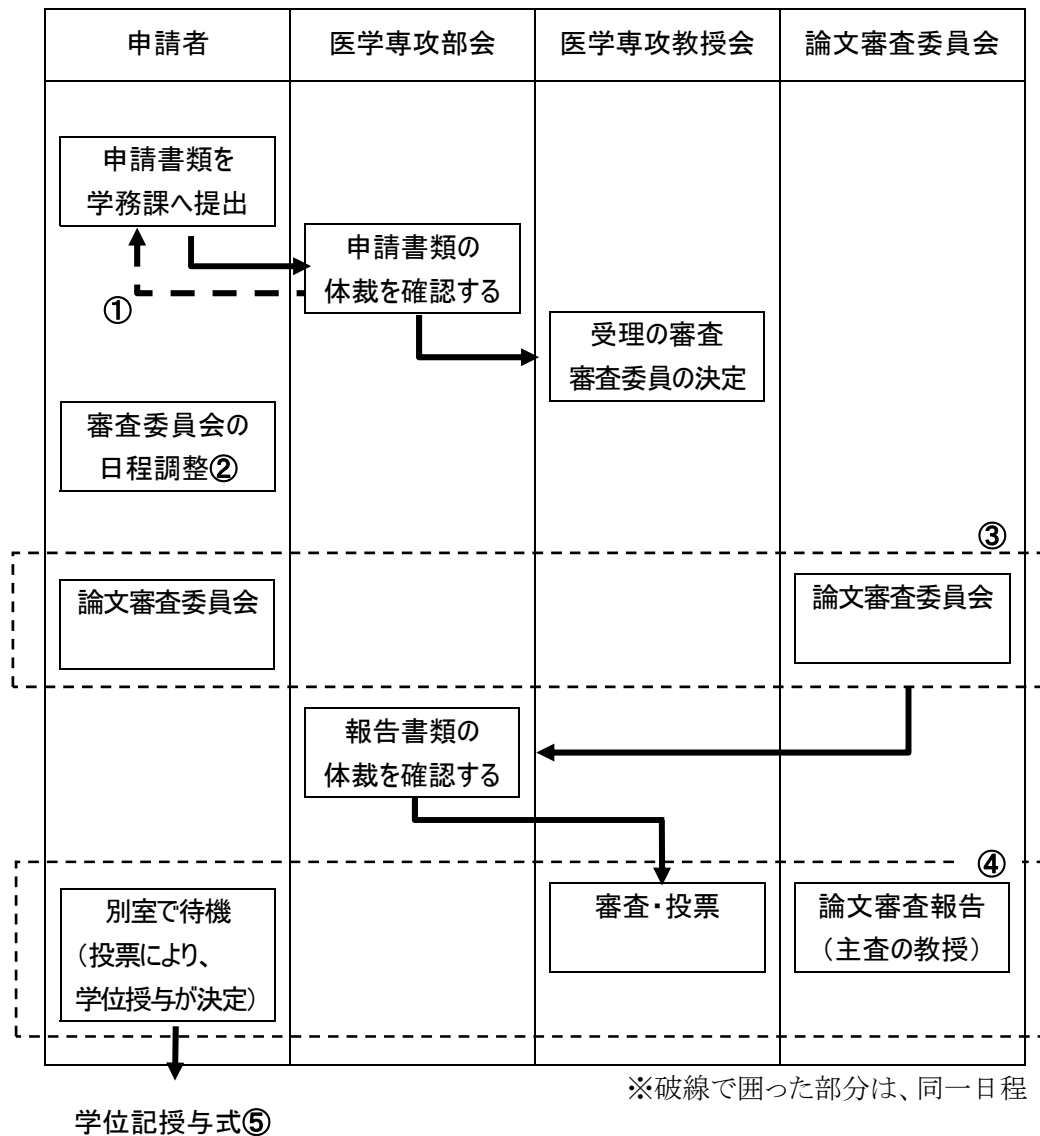 申請者
医学専攻部会
医学専攻教授会
論文審査委員会
申請書類を
学務課へ提出
申請書類の
体裁を確認する
①
受理の審査
審査委員の決定
審査委員会の
日程調整②
③
論文審査委員会
論文審査委員会
報告書類の
体裁を確認する
④
別室で待機
（投票により、
学位授与が決定）
審査・投票
論文審査報告
（主査の教授）
※破線で囲った部分は、同一日程
学位記授与式⑤